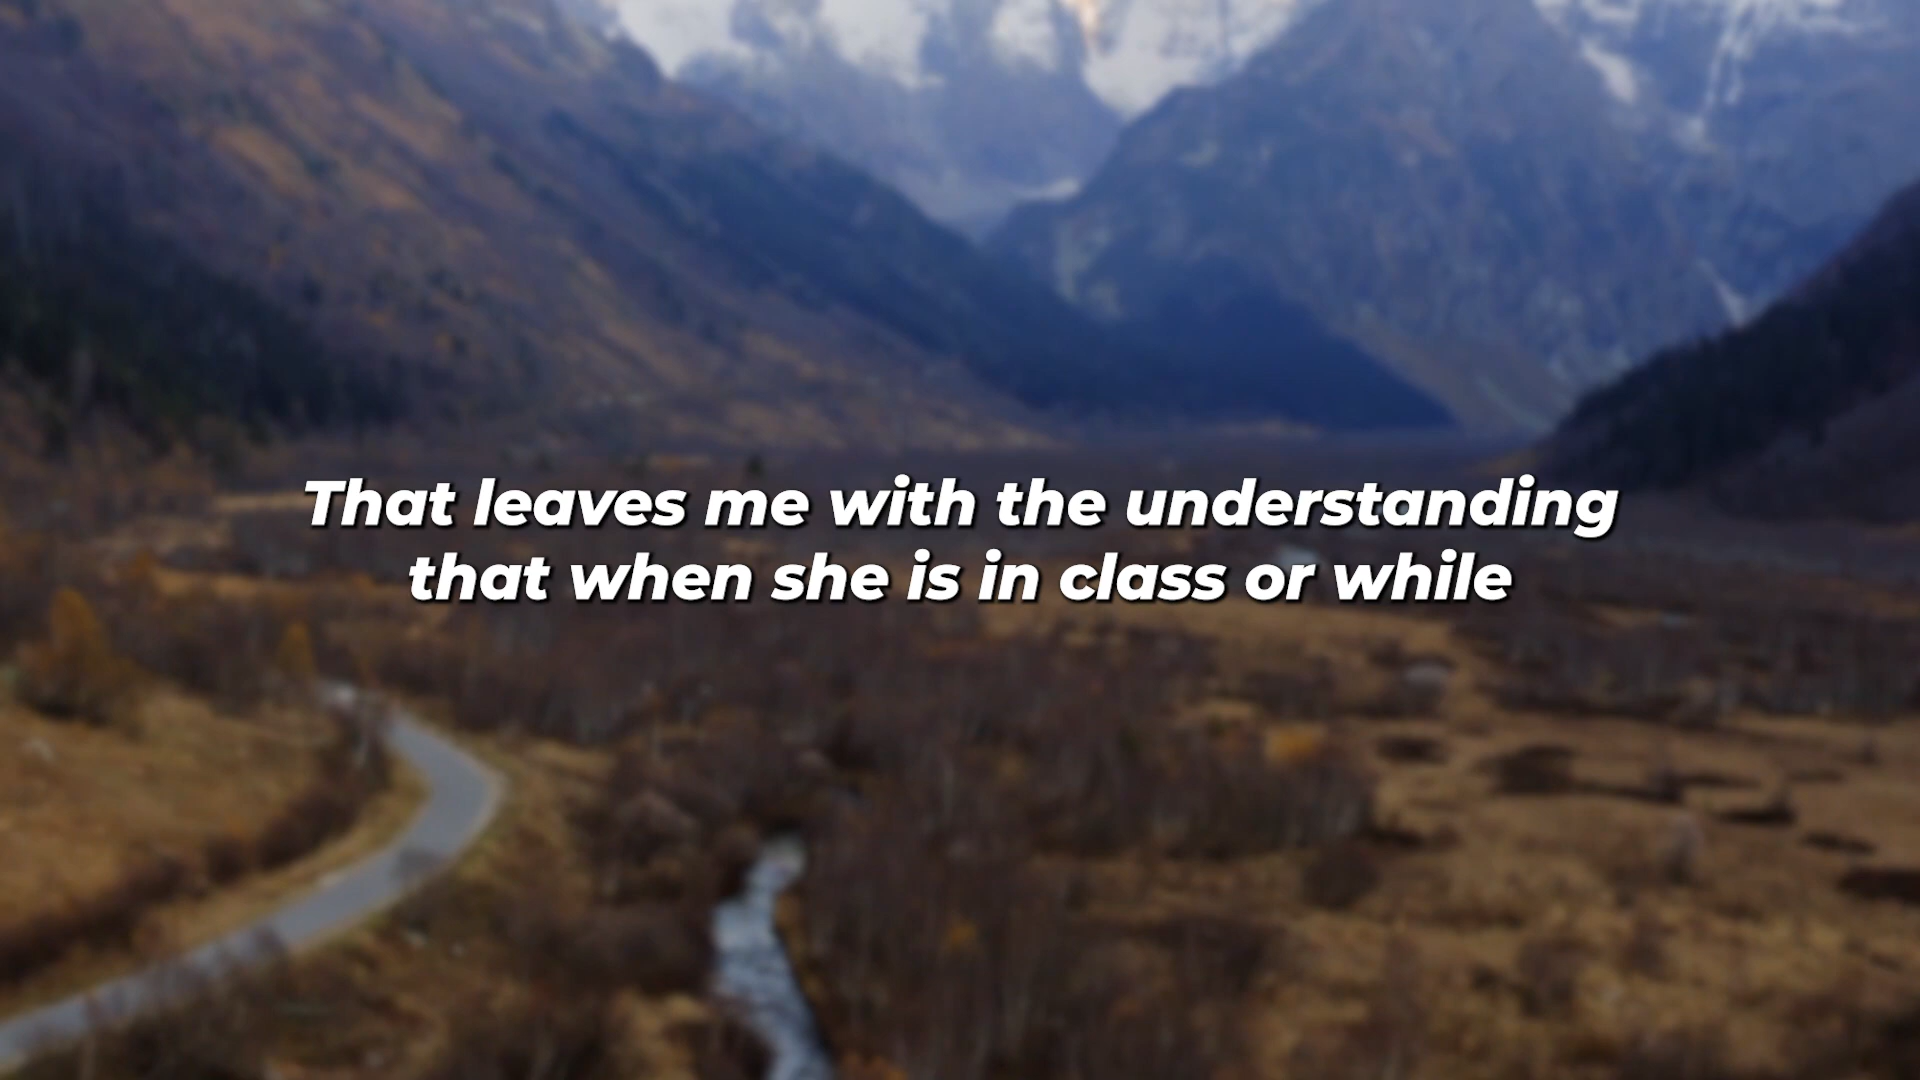 That leaves me with the understanding
that when she is in class or while